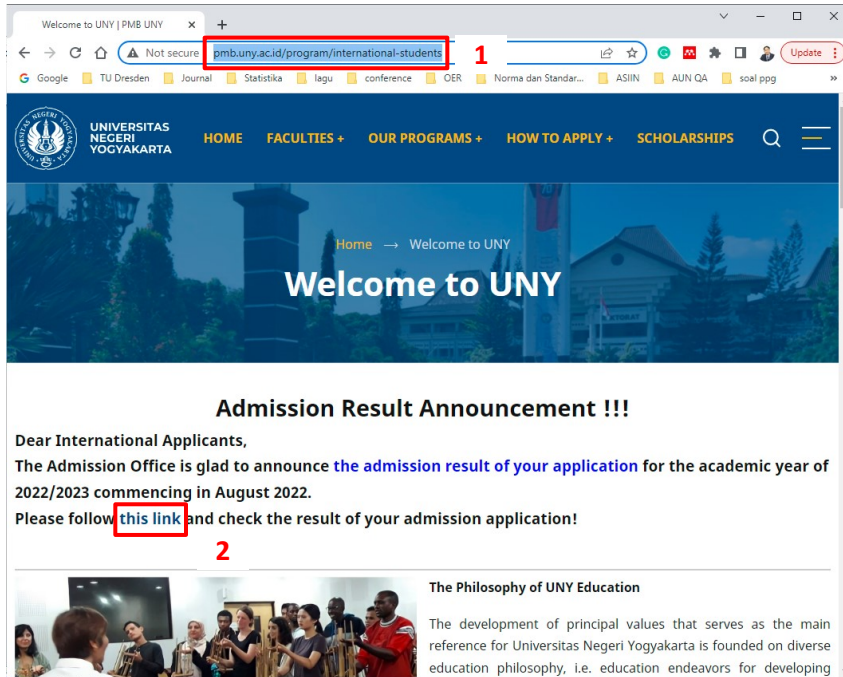 Welcome to UNY | PMB UNY
Not secure
pmb.uny.ac.id/program/international-students
1
Update
Google
TU Dresden
Journal
Statistika
lagu
conference
OER
Norma dan Standar...
ASIIN
AUN QA
soal ppg
UNIVERSITAS
NEGERI
YOGYAKARTA
HOME
FACULTIES +
OUR PROGRAMS +
HOW TO APPLY +
SCHOLARSHIPS
Home → Welcome to UNY
Welcome to UNY
Admission Result Announcement !!!
Dear International Applicants,
The Admission Office is glad to announce the admission result of your application for the academic year of
2022/2023 commencing in August 2022.
Please follow this link and check the result of your admission application!
2
The Philosophy of UNY Education
The development of principal values that serves as the main
reference for Universitas Negeri Yogyakarta is founded on diverse
education philosophy, i.e. education endeavors for developing